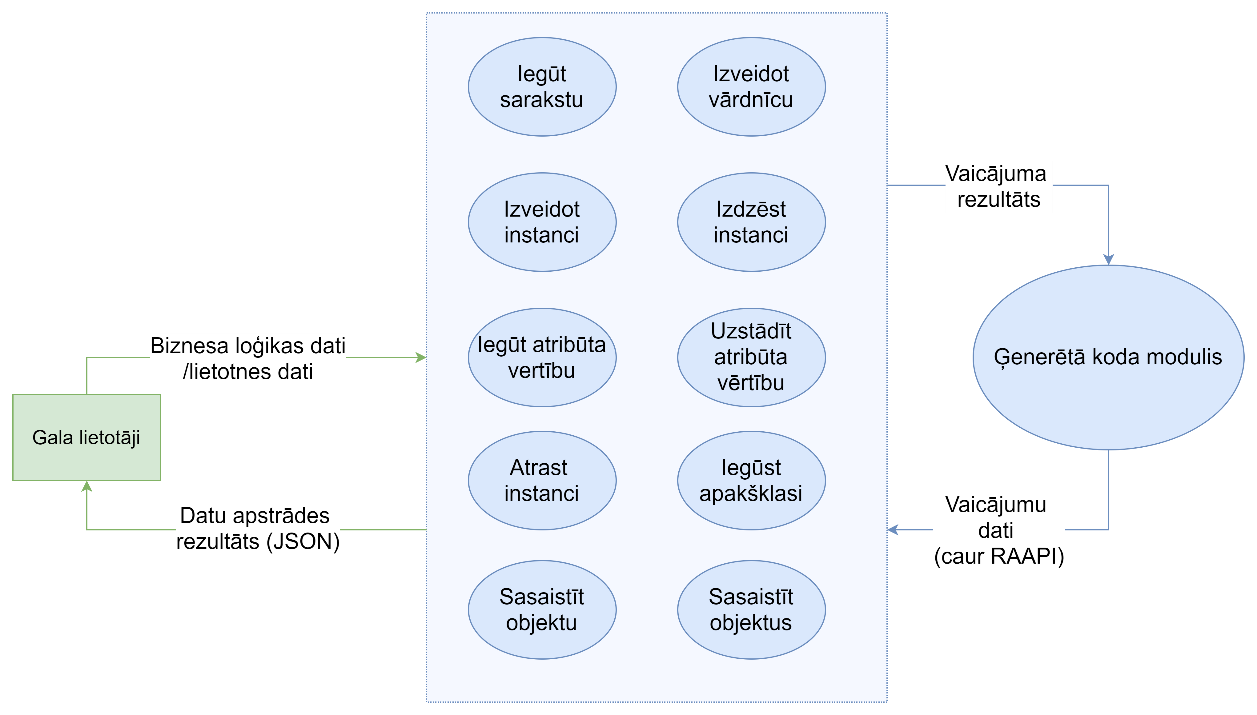 Iegūt
sarakstu
Izveidot
vārdnīcu
Izveidot
instanci
Izdzēst
instanci
Iegūt atribūta
vertību
Uzstādīt
atribūta
vērtību
Atrast
instanci
Iegūst
apakšklasi
Sasaistīt
objektu
Sasaistīt
objektus
Biznesa loģikas dati
/lietotnes dati
Gala lietotāji
Datu apstrādes
rezultāts (JSON)
Vaicājuma
rezultāts
Ģenerētā koda modulis
Vaicājumu
dati
(caur RAAPI)